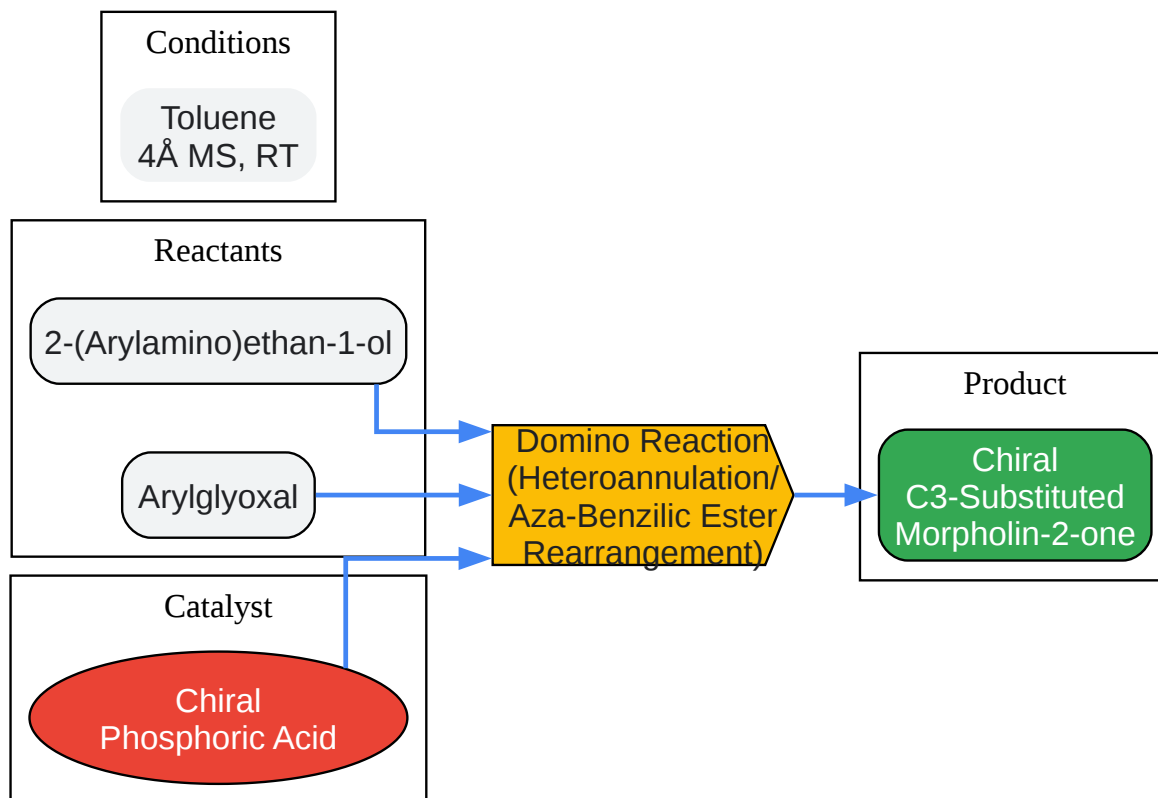 Conditions
Toluene
4Å MS, RT
Reactants
2-(Arylamino)ethan-1-ol
Arylglyoxal
Catalyst
Chiral
Phosphoric Acid
Domino Reaction
(Heteroannulation/
Aza-Benzilic Ester
Rearrangement)
Product
Chiral
C3-Substituted
Morpholin-2-one